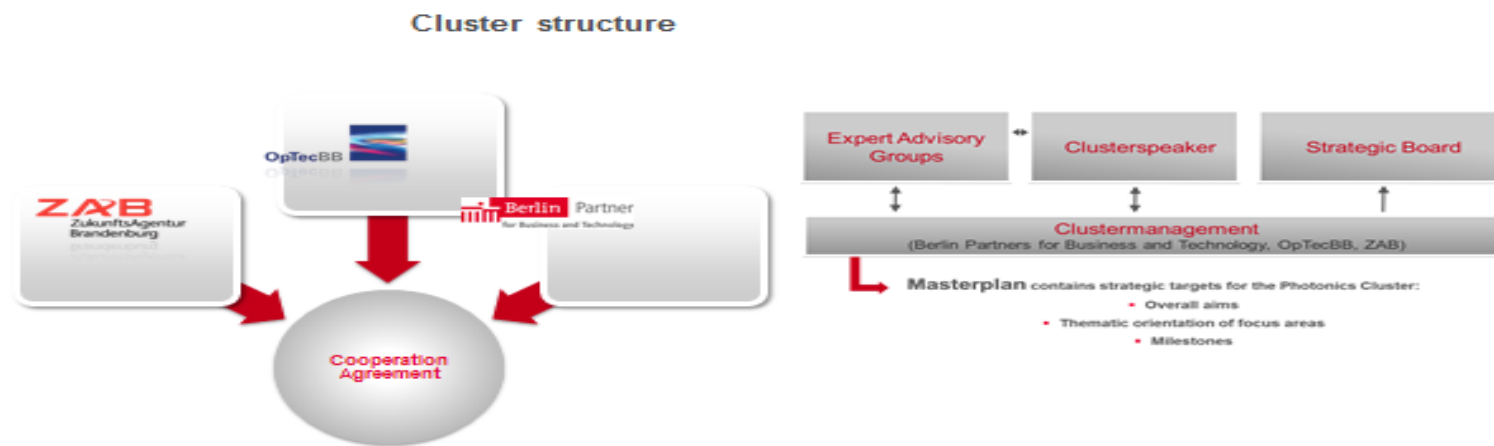 Cluster structure
OpTecBB
ZAB
ZukunftsAgentur
Brandenburg
Berlin Partner
for Business and Technology
Cooperation
Agreement
Expert Advisory
Groups
Clusterspeaker
Strategic Board
Clustermanagement
(Berlin Partners for Business and Technology, OpTecBB, ZAB)
Masterplan contains strategic targets for the Photonics Cluster:
▪ Overall aims
▪ Thematic orientation of focus areas
▪ Milestones